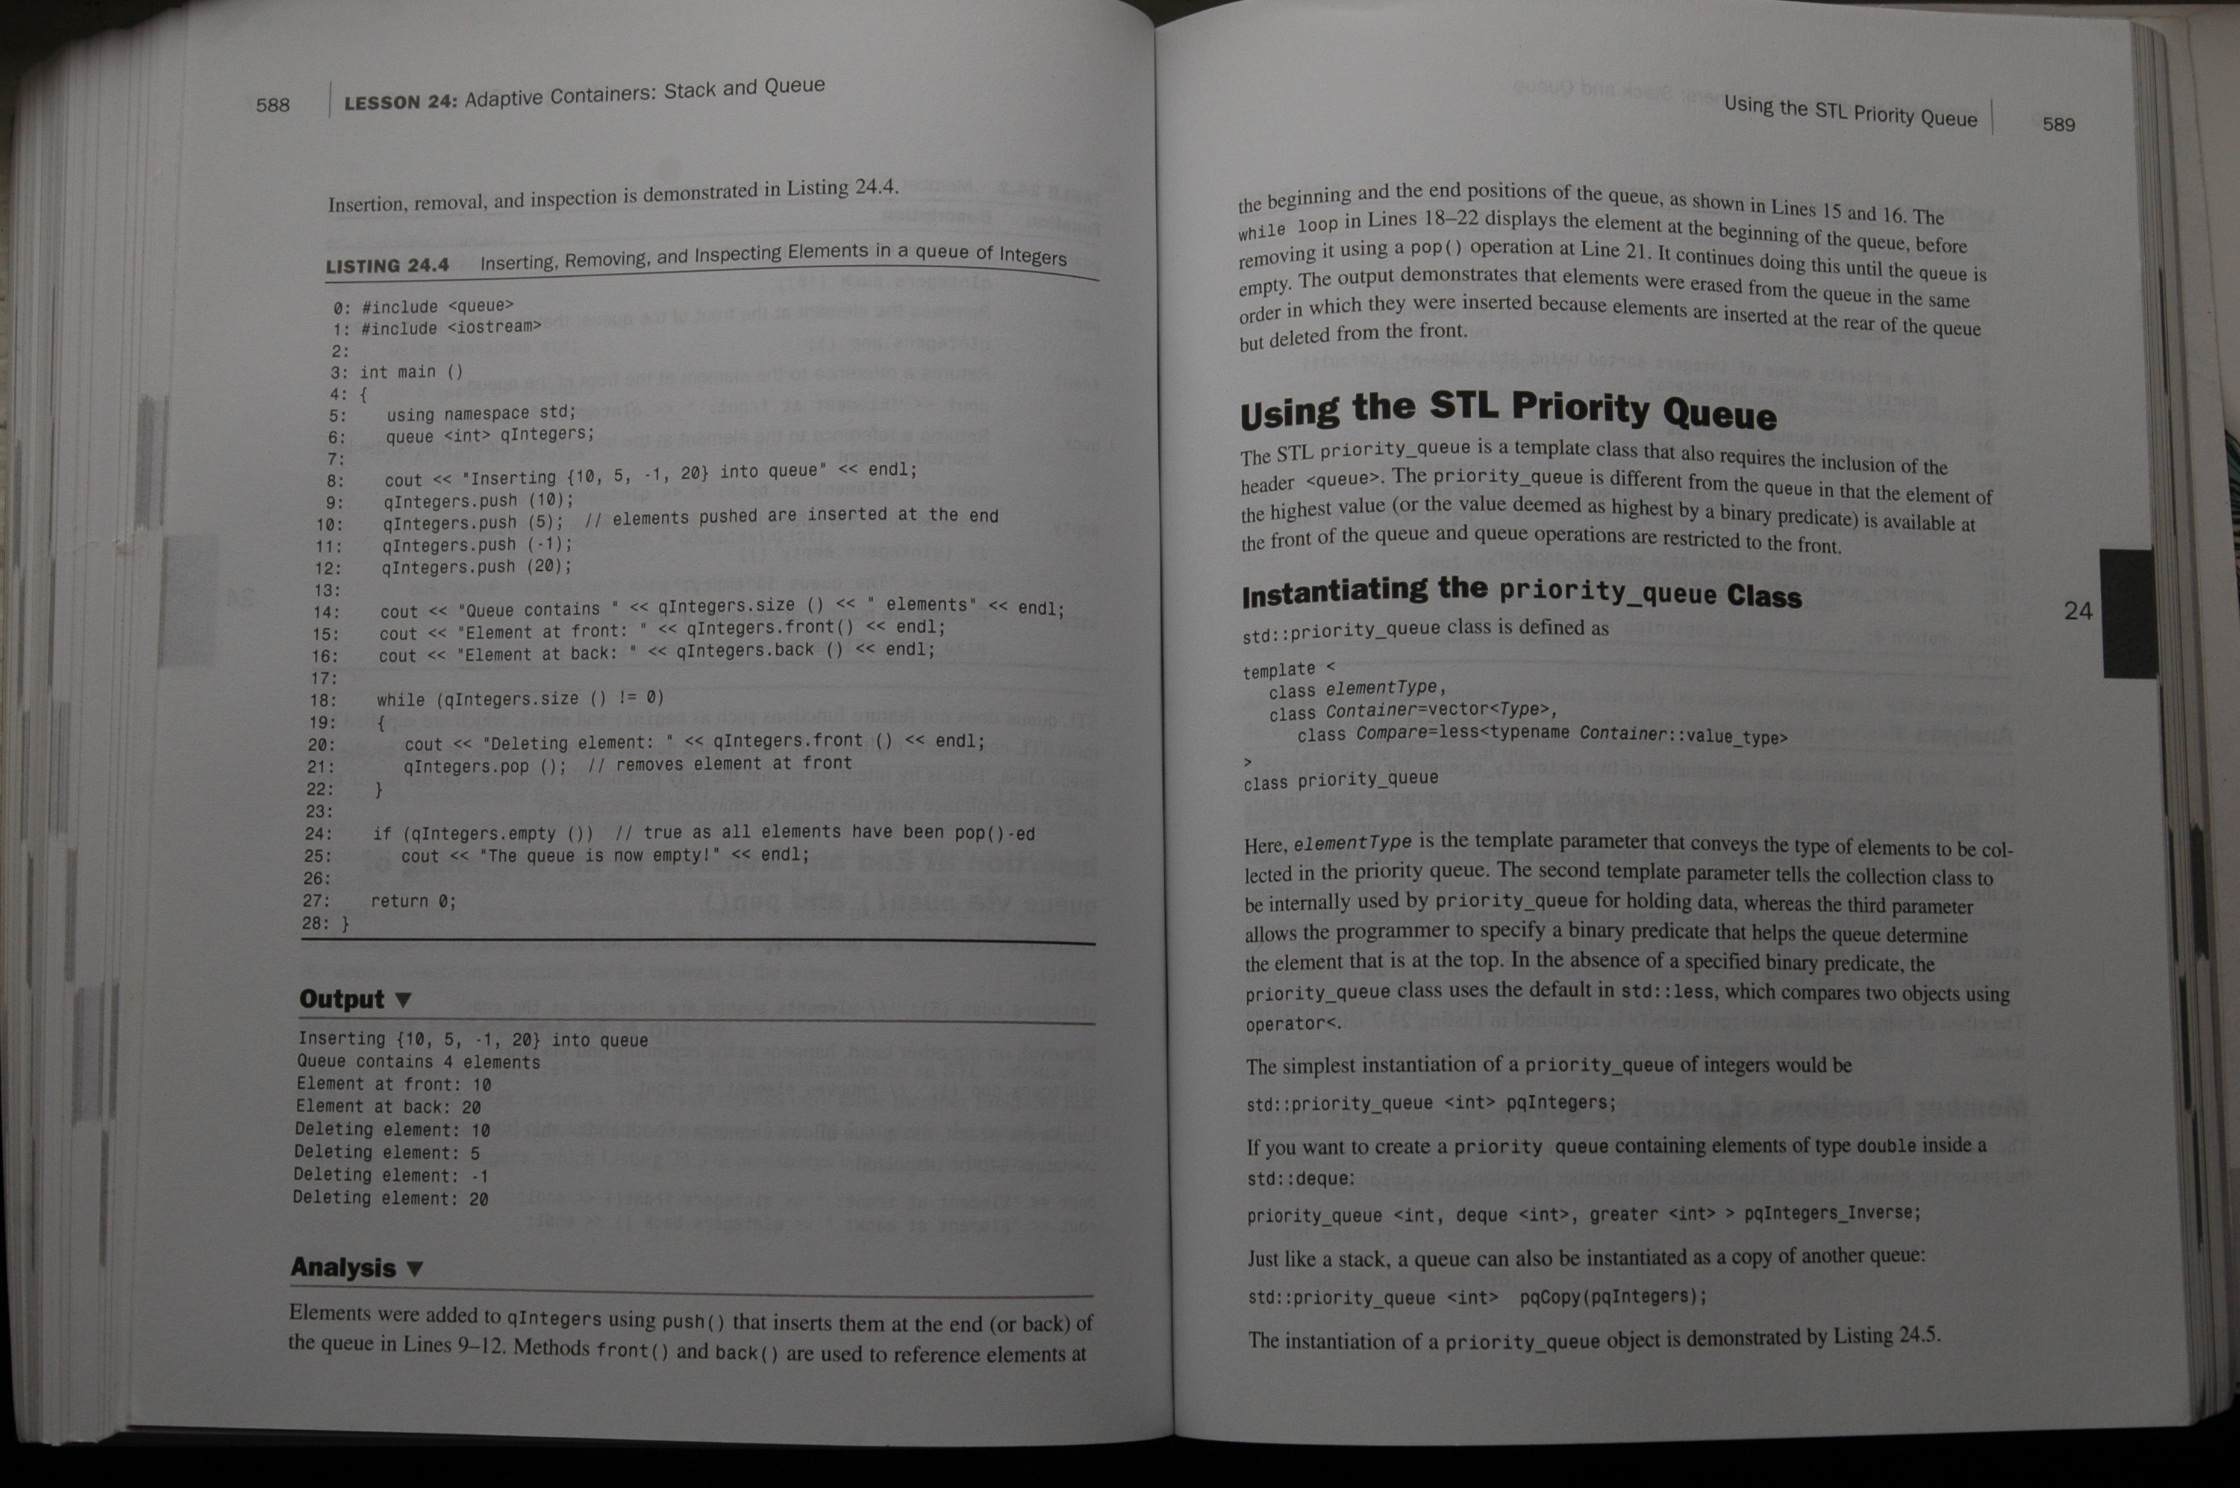 588 LESSON 24: Adaptive Containers: Stack and Queue
Insertion, removal, and inspection is demonstrated in Listing 24.4.
LISTING 24.4 Inserting, Removing, and Inspecting Elements in a queue of Integers
0: #include <queue>
1: #include <iostream>
2:
3: int main ()
4: {
5: using namespace std;
6: queue <int> qIntegers;
7:
8: cout << "Inserting {10, 5, -1, 20} into queue" << endl;
9: qIntegers.push (10);
10: qIntegers.push (5); // elements pushed are inserted at the end
11: qIntegers.push (-1);
12: qIntegers.push (20);
13:
14: cout << "Queue contains " << qIntegers.size () << " elements" << endl;
15: cout << "Element at front: " << qIntegers.front() << endl;
16: cout << "Element at back: " << qIntegers.back () << endl;
17:
18: while (qIntegers.size () != 0)
19: {
20: cout << "Deleting element: " << qIntegers.front () << endl;
21: qIntegers.pop (); // removes element at front
22: }
23:
24: if (qIntegers.empty ()) // true as all elements have been pop()-ed
25: cout << "The queue is now empty!" << endl;
26:
27: return 0;
28: }
Output ▼
Inserting {10, 5, -1, 20} into queue
Queue contains 4 elements
Element at front: 10
Element at back: 20
Deleting element: 10
Deleting element: 5
Deleting element: -1
Deleting element: 20
Analysis ▼
Elements were added to qIntegers using push() that inserts them at the end (or back) of
the queue in Lines 9–12. Methods front() and back() are used to reference elements at
Using the STL Priority Queue 589
the beginning and the end positions of the queue, as shown in Lines 15 and 16. The
while loop in Lines 18–22 displays the element at the beginning of the queue, before
removing it using a pop() operation at Line 21. It continues doing this until the queue is
empty. The output demonstrates that elements were erased from the queue in the same
order in which they were inserted because elements are inserted at the rear of the queue
but deleted from the front.
Using the STL Priority Queue
The STL priority_queue is a template class that also requires the inclusion of the
header <queue>. The priority_queue is different from the queue in that the element of
the highest value (or the value deemed as highest by a binary predicate) is available at
the front of the queue and queue operations are restricted to the front.
Instantiating the priority_queue Class
std::priority_queue class is defined as
template <
class elementType,
class Container=vector<Type>,
class Compare=less<typename Container::value_type>
>
class priority_queue
24
Here, elementType is the template parameter that conveys the type of elements to be col-
lected in the priority queue. The second template parameter tells the collection class to
be internally used by priority_queue for holding data, whereas the third parameter
allows the programmer to specify a binary predicate that helps the queue determine
the element that is at the top. In the absence of a specified binary predicate, the
priority_queue class uses the default in std::less, which compares two objects using
operator<.
The simplest instantiation of a priority_queue of integers would be
std::priority_queue <int> pqIntegers;
If you want to create a priority queue containing elements of type double inside a
std::deque:
priority_queue <int, deque <int>, greater <int> > pqIntegers_Inverse;
Just like a stack, a queue can also be instantiated as a copy of another queue:
std::priority_queue <int> pqCopy(pqIntegers);
The instantiation of a priority_queue object is demonstrated by Listing 24.5.